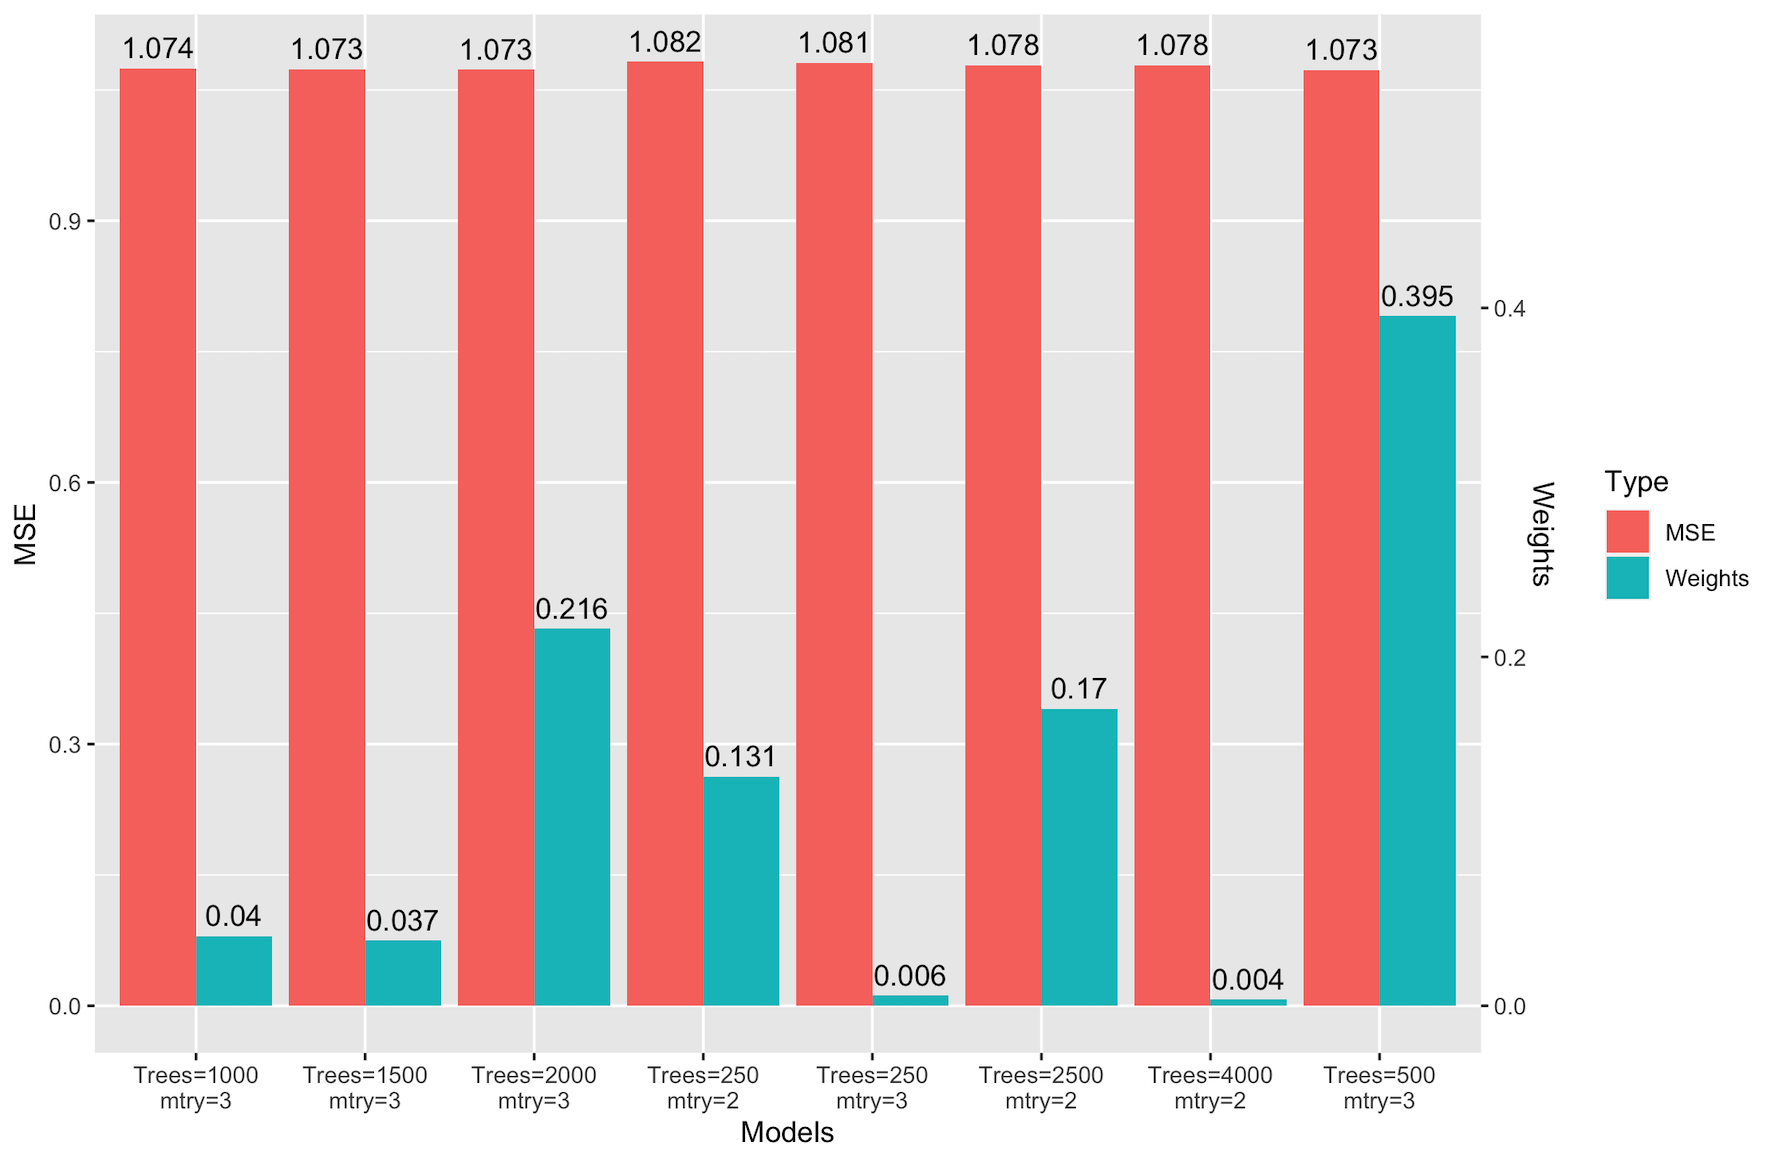 1.074
1.073
1.073
1.082
1.081
1.078
1.078
1.073
0.04
0.037
0.216
0.131
0.006
0.17
0.004
0.395
0.9
0.6
0.3
0.0
MSE
0.4
0.2
0.0
Weights
Type
MSE
Weights
Trees=1000
mtry=3
Trees=1500
mtry=3
Trees=2000
mtry=3
Trees=250
mtry=2
Trees=250
mtry=3
Trees=2500
mtry=2
Trees=4000
mtry=2
Trees=500
mtry=3
Models